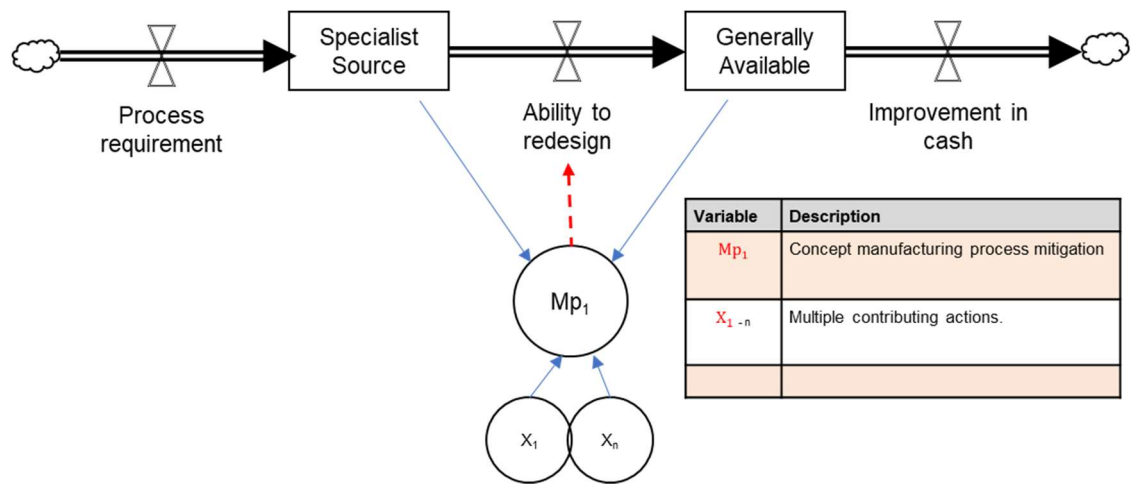 Specialist
Source
Generally
Available
Process
requirement
Ability to
redesign
Improvement in
cash
Variable Description
Mp₁ Concept manufacturing process mitigation
X₁ -n Multiple contributing actions.
Mp₁
X₁ Xₙ